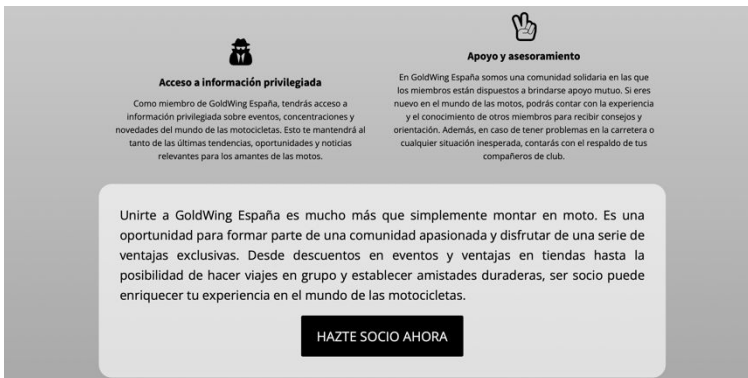 Acceso a información privilegiada
Como miembro de GoldWing España, tendrás acceso a
información privilegiada sobre eventos, concentraciones y
novedades del mundo de las motocicletas. Esto te mantendrá al
tanto de las últimas tendencias, oportunidades y noticias
relevantes para los amantes de las motos.
Apoyo y asesoramiento
En GoldWing España somos una comunidad solidaria en las que
los miembros están dispuestos a brindarse apoyo mutuo. Si eres
nuevo en el mundo de las motos, podrás contar con la experiencia
y el conocimiento de otros miembros para recibir consejos y
orientación. Además, en caso de tener problemas en la carretera o
cualquier situación inesperada, contarás con el respaldo de tus
compañeros de club.
Unirte a GoldWing España es mucho más que simplemente montar en moto. Es una
oportunidad para formar parte de una comunidad apasionada y disfrutar de una serie de
ventajas exclusivas. Desde descuentos en eventos y ventajas en tiendas hasta la
posibilidad de hacer viajes en grupo y establecer amistades duraderas, ser socio puede
enriquecer tu experiencia en el mundo de las motocicletas.
HAZTE SOCIO AHORA